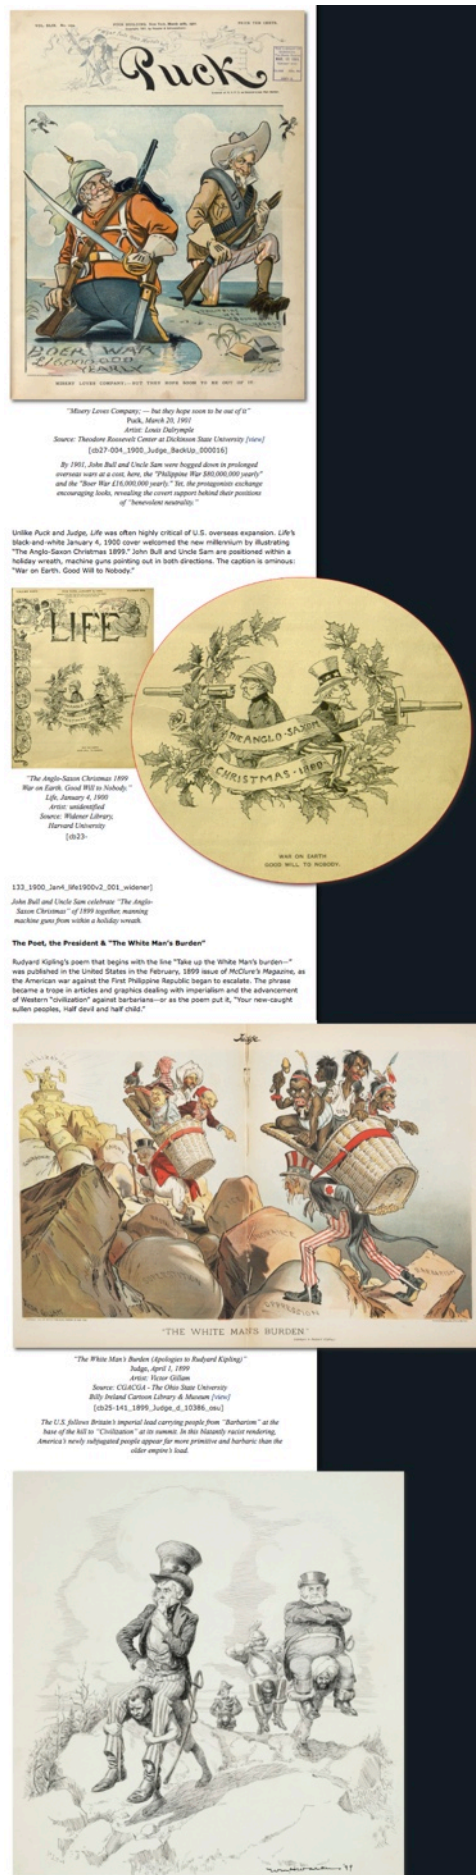 PUCK BUILDING, New York, March 20th, 1901.
PRICE TEN CENTS.
Puck
BOER WAR
£16,000,000
YEARLY
MISERY LOVES COMPANY;—BUT THEY HOPE SOON TO BE OUT OF IT.
"Misery Loves Company; — but they hope soon to be out of it"
Puck, March 20, 1901
Artist: Louis Dalrymple
Source: Theodore Roosevelt Center at Dickinson State University [view]
[cb27-004_1900_Judge_BackUp_000016]
By 1901, John Bull and Uncle Sam were bogged down in prolonged
overseas wars at a cost, here, the "Philippine War $80,000,000 yearly"
and the "Boer War £16,000,000 yearly." Yet, the protagonists exchange
encouraging looks, revealing the covert support behind their positions
of "benevolent neutrality."
Unlike Puck and Judge, Life was often highly critical of U.S. overseas expansion. Life's
black-and-white January 4, 1900 cover welcomed the new millennium by illustrating
"The Anglo-Saxon Christmas 1899." John Bull and Uncle Sam are positioned within a
holiday wreath, machine guns pointing out in both directions. The caption is ominous:
"War on Earth. Good Will to Nobody."
LIFE
THE ANGLO-SAXON
CHRISTMAS-1899
WAR ON EARTH
GOOD WILL TO NOBODY.
"The Anglo-Saxon Christmas 1899
War on Earth. Good Will to Nobody."
Life, January 4, 1900
Artist: unidentified
Source: Widener Library,
Harvard University
[cb23-
133_1900_Jan4_life1900v2_001_widener]
John Bull and Uncle Sam celebrate "The Anglo-
Saxon Christmas" of 1899 together, manning
machine guns from within a holiday wreath.
The Poet, the President & "The White Man's Burden"
Rudyard Kipling's poem that begins with the line "Take up the White Man's burden—"
was published in the United States in the February, 1899 issue of McClure's Magazine, as
the American war against the First Philippine Republic began to escalate. The phrase
became a trope in articles and graphics dealing with imperialism and the advancement
of Western "civilization" against barbarians—or as the poem put it, "Your new-caught
sullen peoples, Half devil and half child."
Judge
CIVILIZATION
OPPRESSION
BARBARISM
"THE WHITE MAN'S BURDEN."
"The White Man's Burden (Apologies to Rudyard Kipling)"
Judge, April 1, 1899
Artist: Victor Gillam
Source: CGACGA - The Ohio State University
Billy Ireland Cartoon Library & Museum [view]
[cb25-141_1899_Judge_d_10386_osu]
The U.S. follows Britain's imperial lead carrying people from "Barbarism" at the
base of the hill to "Civilization" at its summit. In this blatantly racist rendering,
America's newly subjugated people appear far more primitive and barbaric than the
older empire's load.